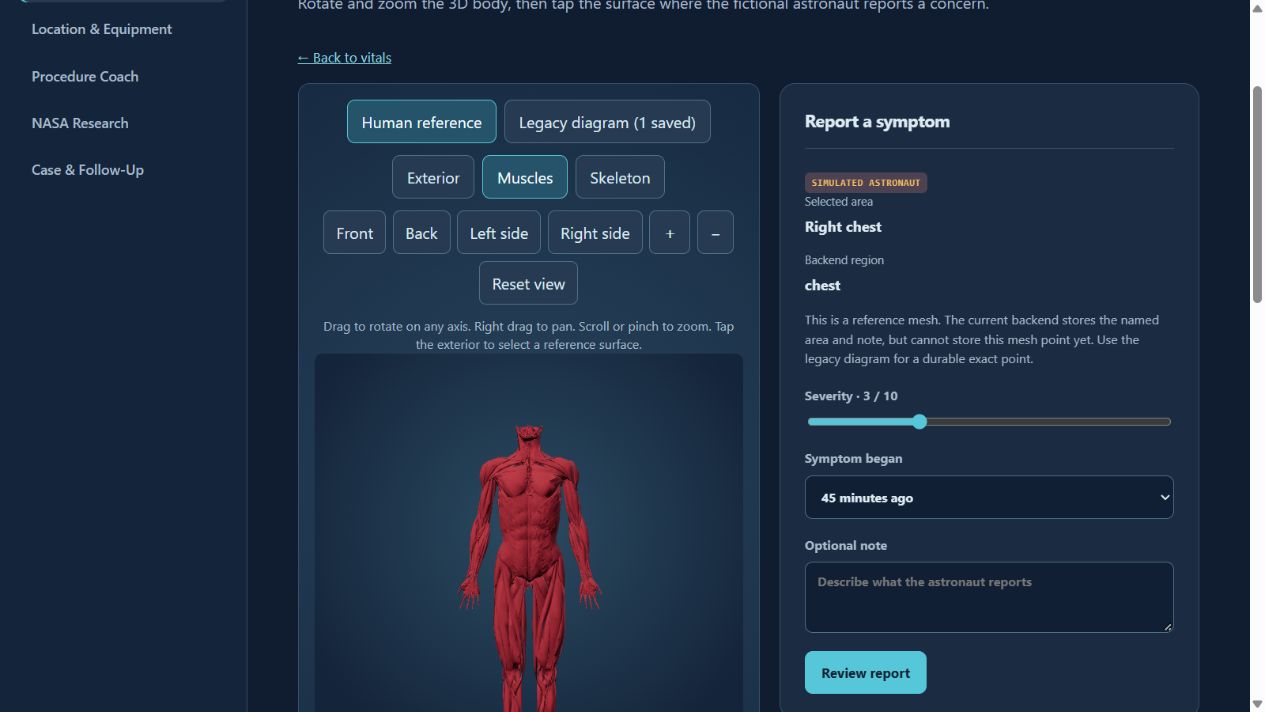 Rotate and zoom the 3D body, then tap the surface where the fictional astronaut reports a concern.
Location & Equipment
Procedure Coach
NASA Research
Case & Follow-Up
← Back to vitals
Human reference
Legacy diagram (1 saved)
Exterior
Muscles
Skeleton
Front
Back
Left side
Right side
+
−
Reset view
Drag to rotate on any axis. Right drag to pan. Scroll or pinch to zoom. Tap
the exterior to select a reference surface.
Report a symptom
SIMULATED ASTRONAUT
Selected area
Right chest
Backend region
chest
This is a reference mesh. The current backend stores the named
area and note, but cannot store this mesh point yet. Use the
legacy diagram for a durable exact point.
Severity · 3 / 10
Symptom began
45 minutes ago
Optional note
Describe what the astronaut reports
Review report